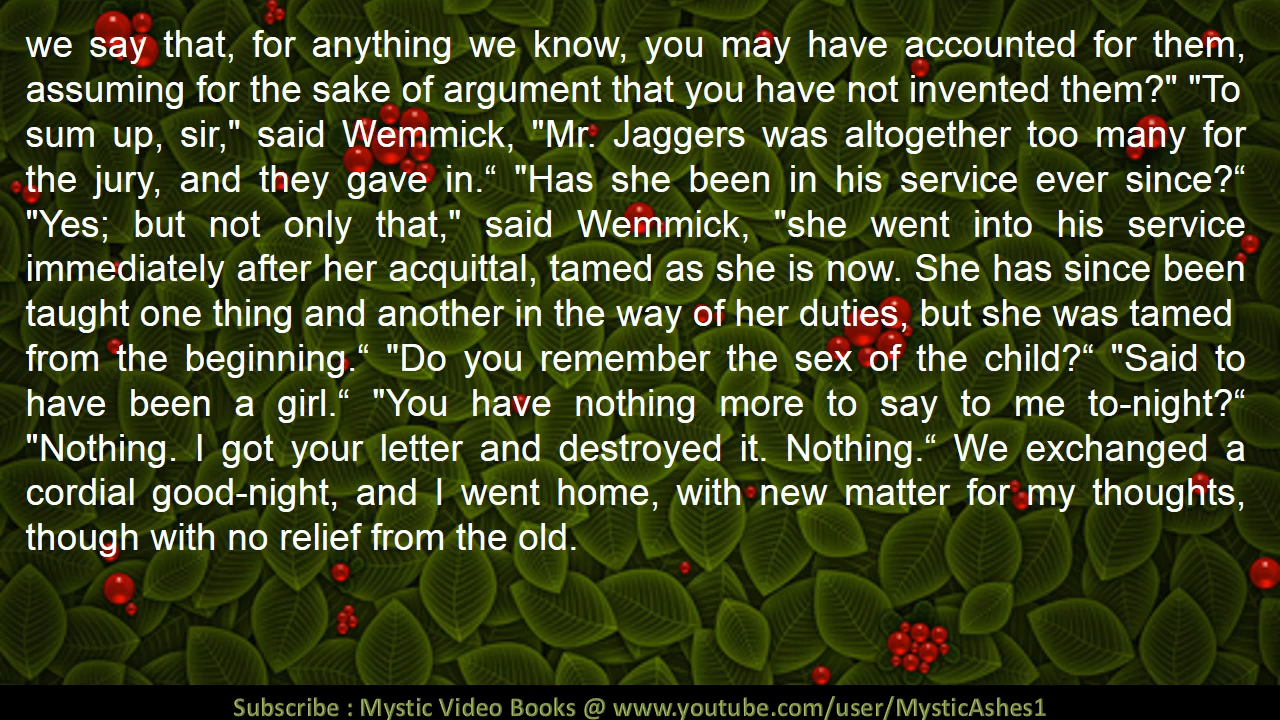 we say that, for anything we know, you may have accounted for them,
assuming for the sake of argument that you have not invented them?" "To
sum up, sir," said Wemmick, "Mr. Jaggers was altogether too many for
the jury, and they gave in.“ "Has she been in his service ever since?“
"Yes; but not only that," said Wemmick, "she went into his service
immediately after her acquittal, tamed as she is now. She has since been
taught one thing and another in the way of her duties, but she was tamed
from the beginning.“ "Do you remember the sex of the child?“ "Said to
have been a girl.“ "You have nothing more to say to me to-night?“
"Nothing. I got your letter and destroyed it. Nothing.“ We exchanged a
cordial good-night, and I went home, with new matter for my thoughts,
though with no relief from the old.
Subscribe : Mystic Video Books @ www.youtube.com/user/MysticAshes1